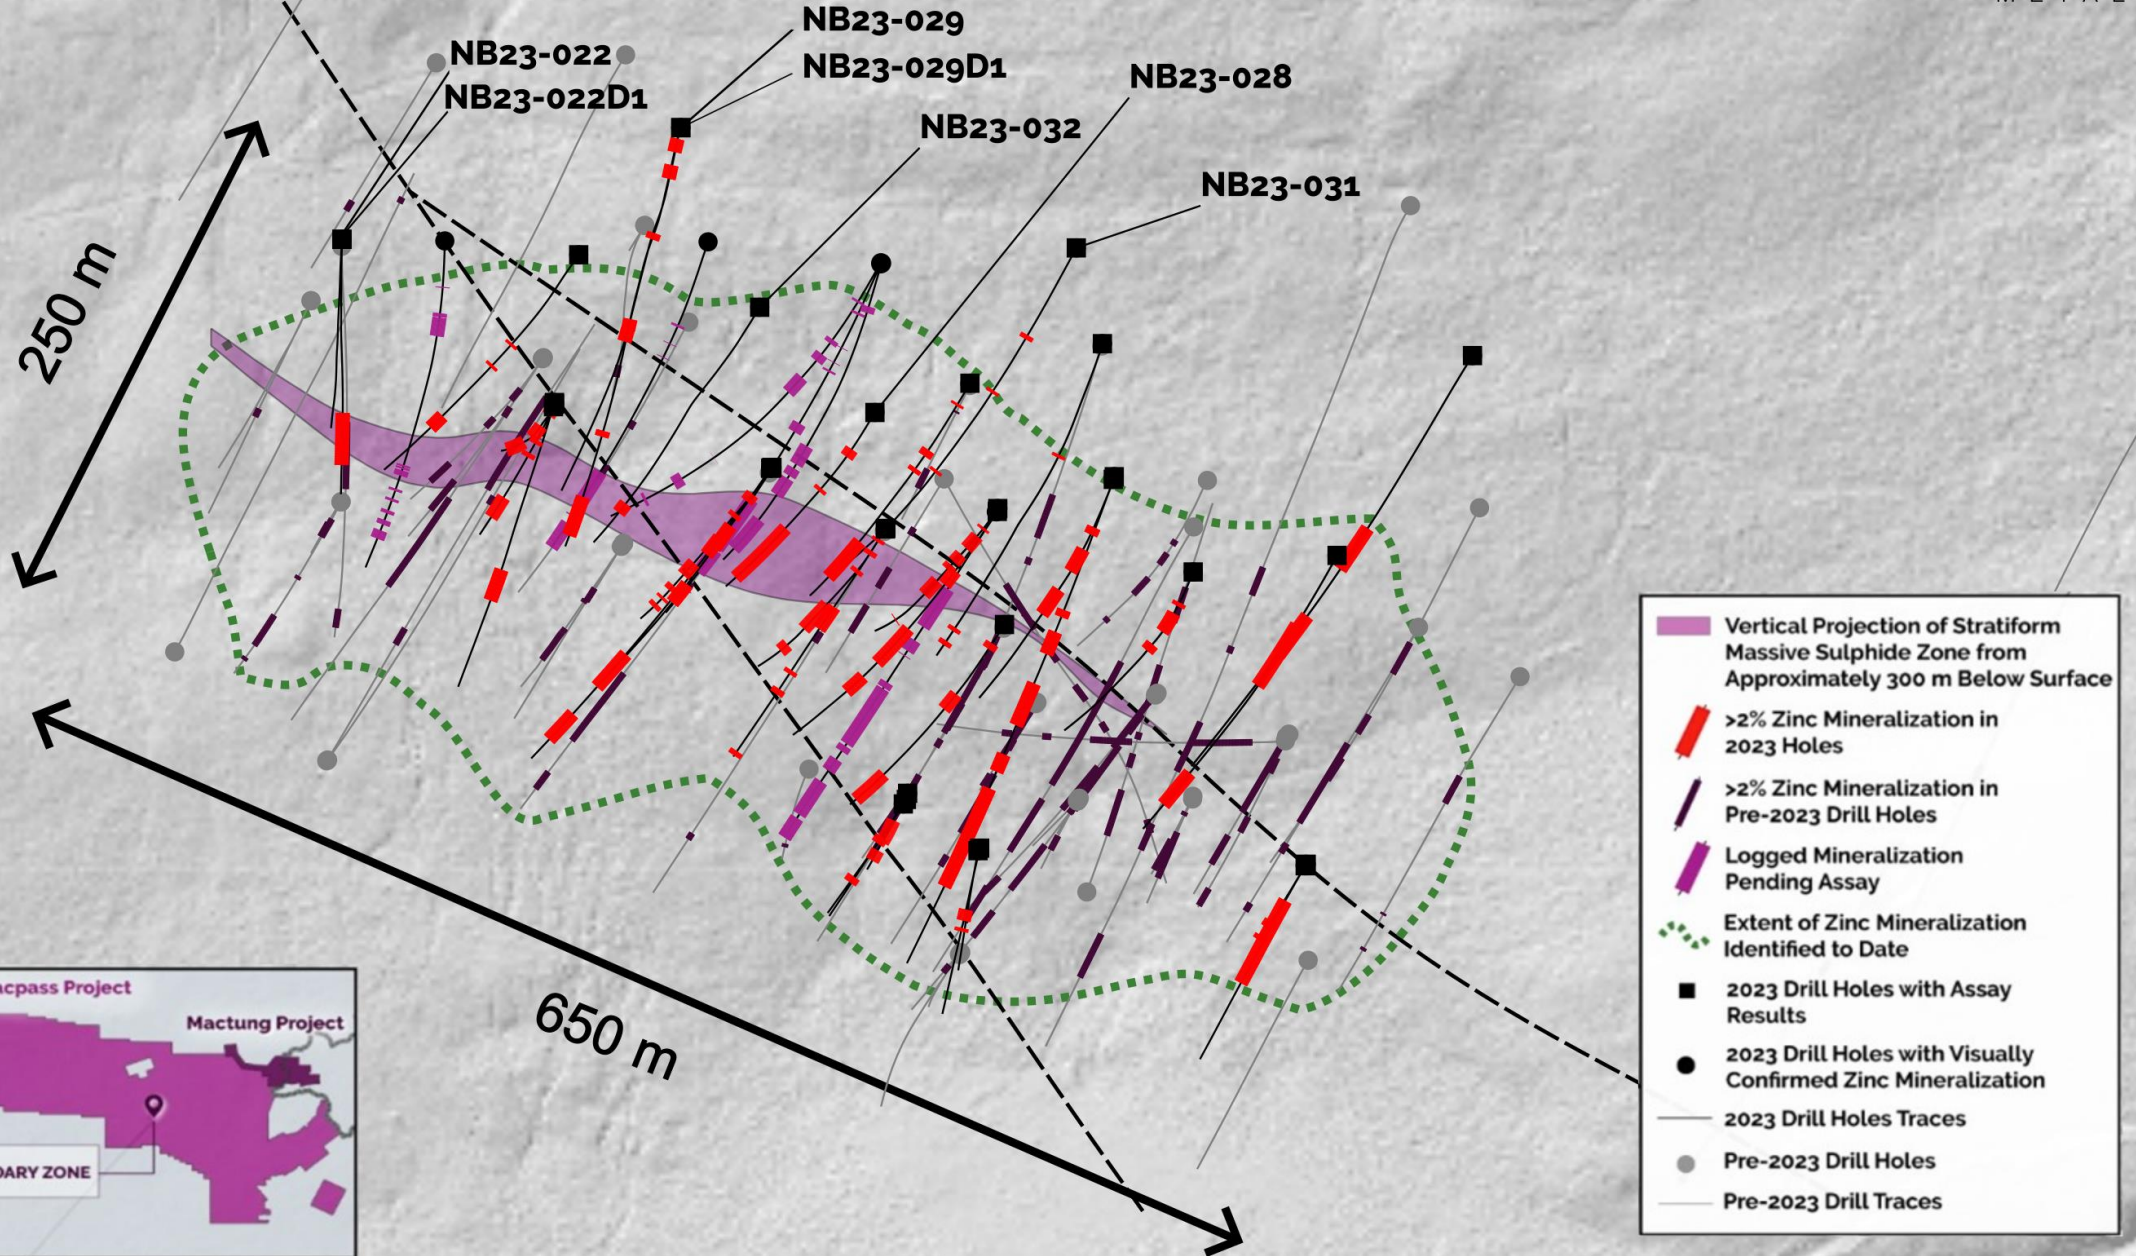 NB23-029
NB23-022
NB23-029D1
NB23-028
NB23-022D1
NB23-032
NB23-031
250 m
650 m
Vertical Projection of Stratiform
Massive Sulphide Zone from
Approximately 300 m Below Surface
>2% Zinc Mineralization in
2023 Holes
>2% Zinc Mineralization in
Pre-2023 Drill Holes
Logged Mineralization
Pending Assay
Extent of Zinc Mineralization
Identified to Date
2023 Drill Holes with Assay
Results
2023 Drill Holes with Visually
Confirmed Zinc Mineralization
2023 Drill Holes Traces
Pre-2023 Drill Holes
Pre-2023 Drill Traces
acpass Project
Mactung Project
DARY ZONE